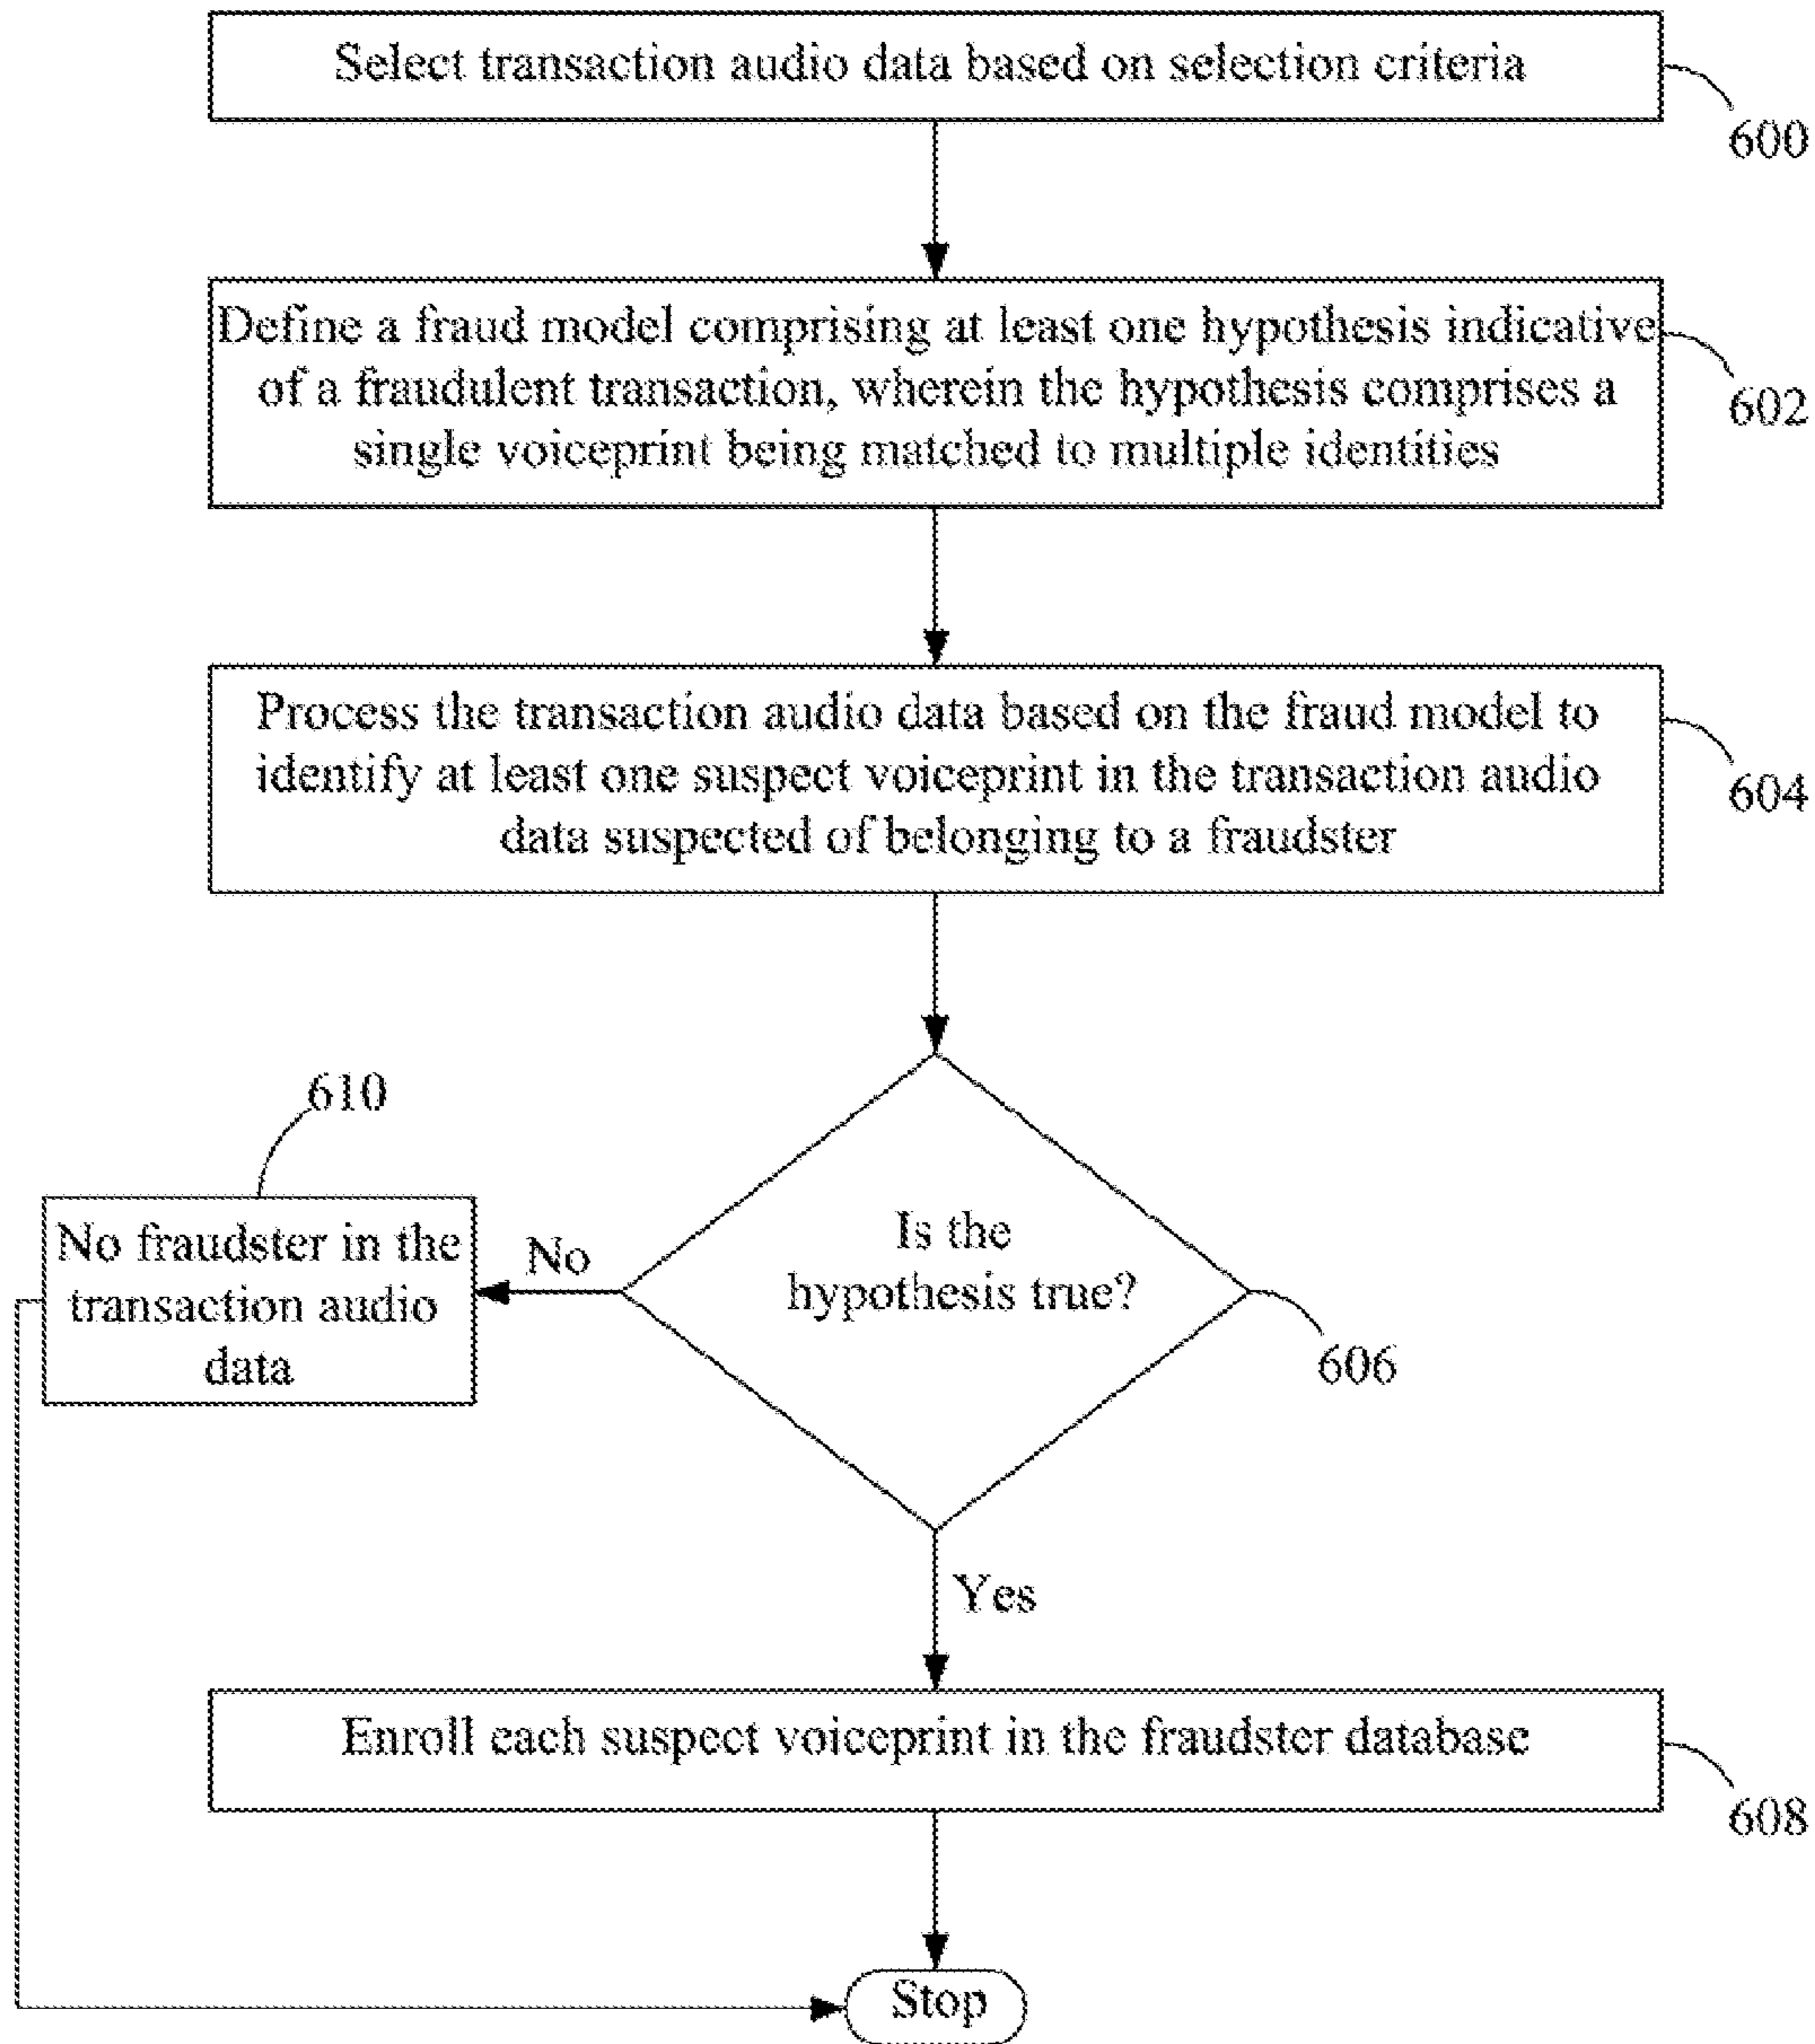 Select transaction audio data based on selection criteria
600
Define a fraud model comprising at least one hypothesis indicative
of a fraudulent transaction, wherein the hypothesis comprises a
single voiceprint being matched to multiple identities
602
Process the transaction audio data based on the fraud model to
identify at least one suspect voiceprint in the transaction audio
data suspected of belonging to a fraudster
604
610
No fraudster in the
transaction audio
data
No
Is the
hypothesis true?
606
Yes
Enroll each suspect voiceprint in the fraudster database
608
Stop